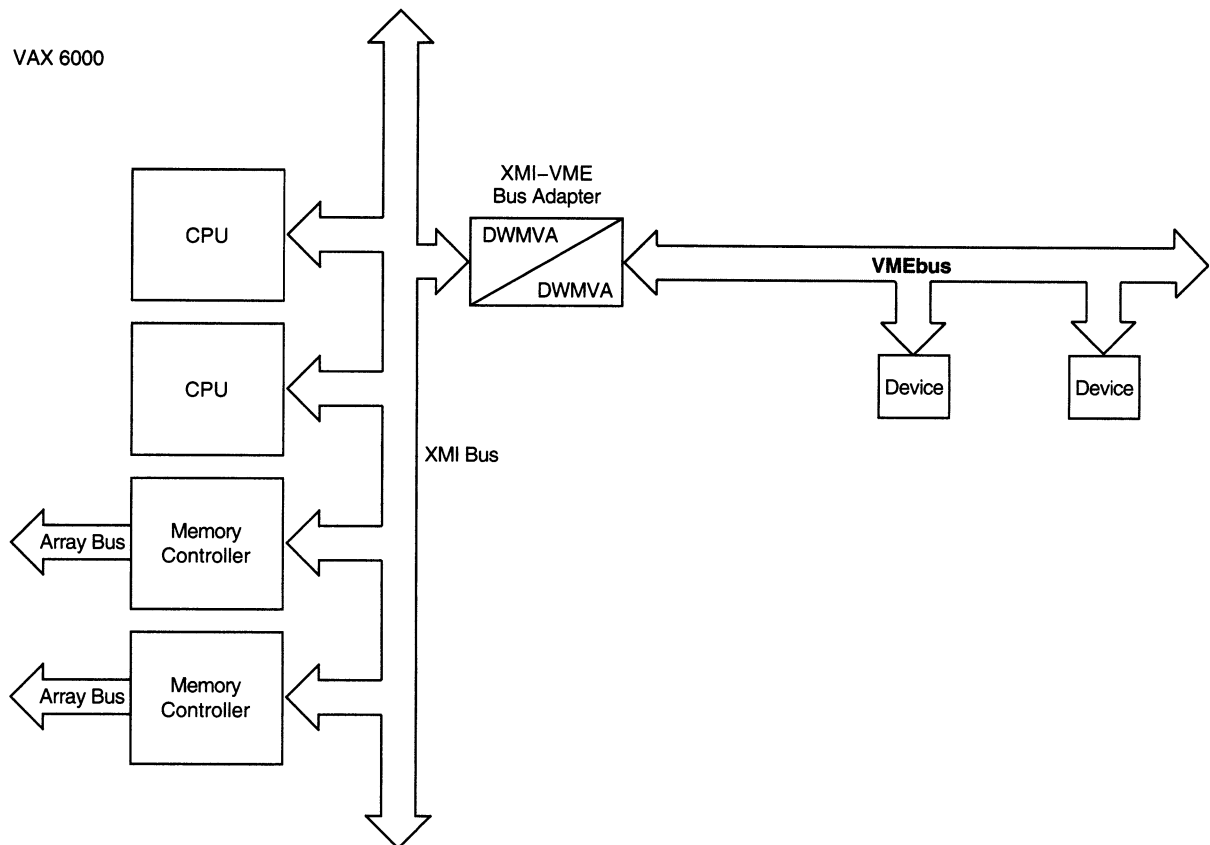 VAX 6000
XMI–VME
Bus Adapter
CPU
DWMVA
DWMVA
VMEbus
CPU
Device
Device
XMI Bus
Array Bus
Memory
Controller
Array Bus
Memory
Controller